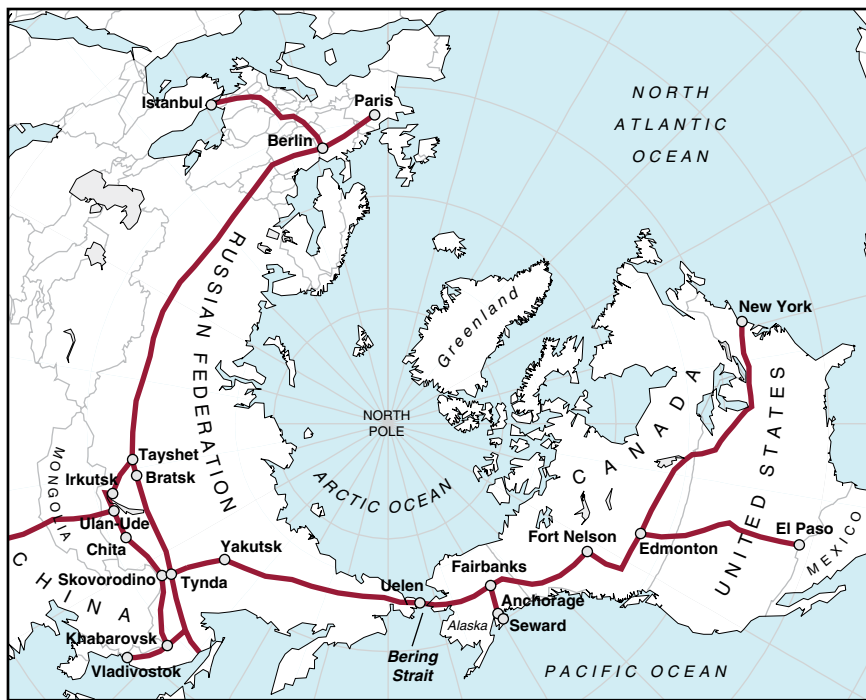 NORTH
ATLANTIC
OCEAN
Istanbul
Paris
Berlin
RUSSIAN FEDERATION
Greenland
New York
NORTH
POLE
CANADA
UNITED STATES
ARCTIC OCEAN
MONGOLIA
Tayshet
Bratsk
Irkutsk
Ulan-Ude
Chita
CHINA
Skovorodino
Tynda
Yakutsk
Khabarovsk
Vladivostok
Uelen
Bering
Strait
Fairbanks
Anchorage
Seward
Alaska
Fort Nelson
Edmonton
El Paso
MEXICO
PACIFIC OCEAN